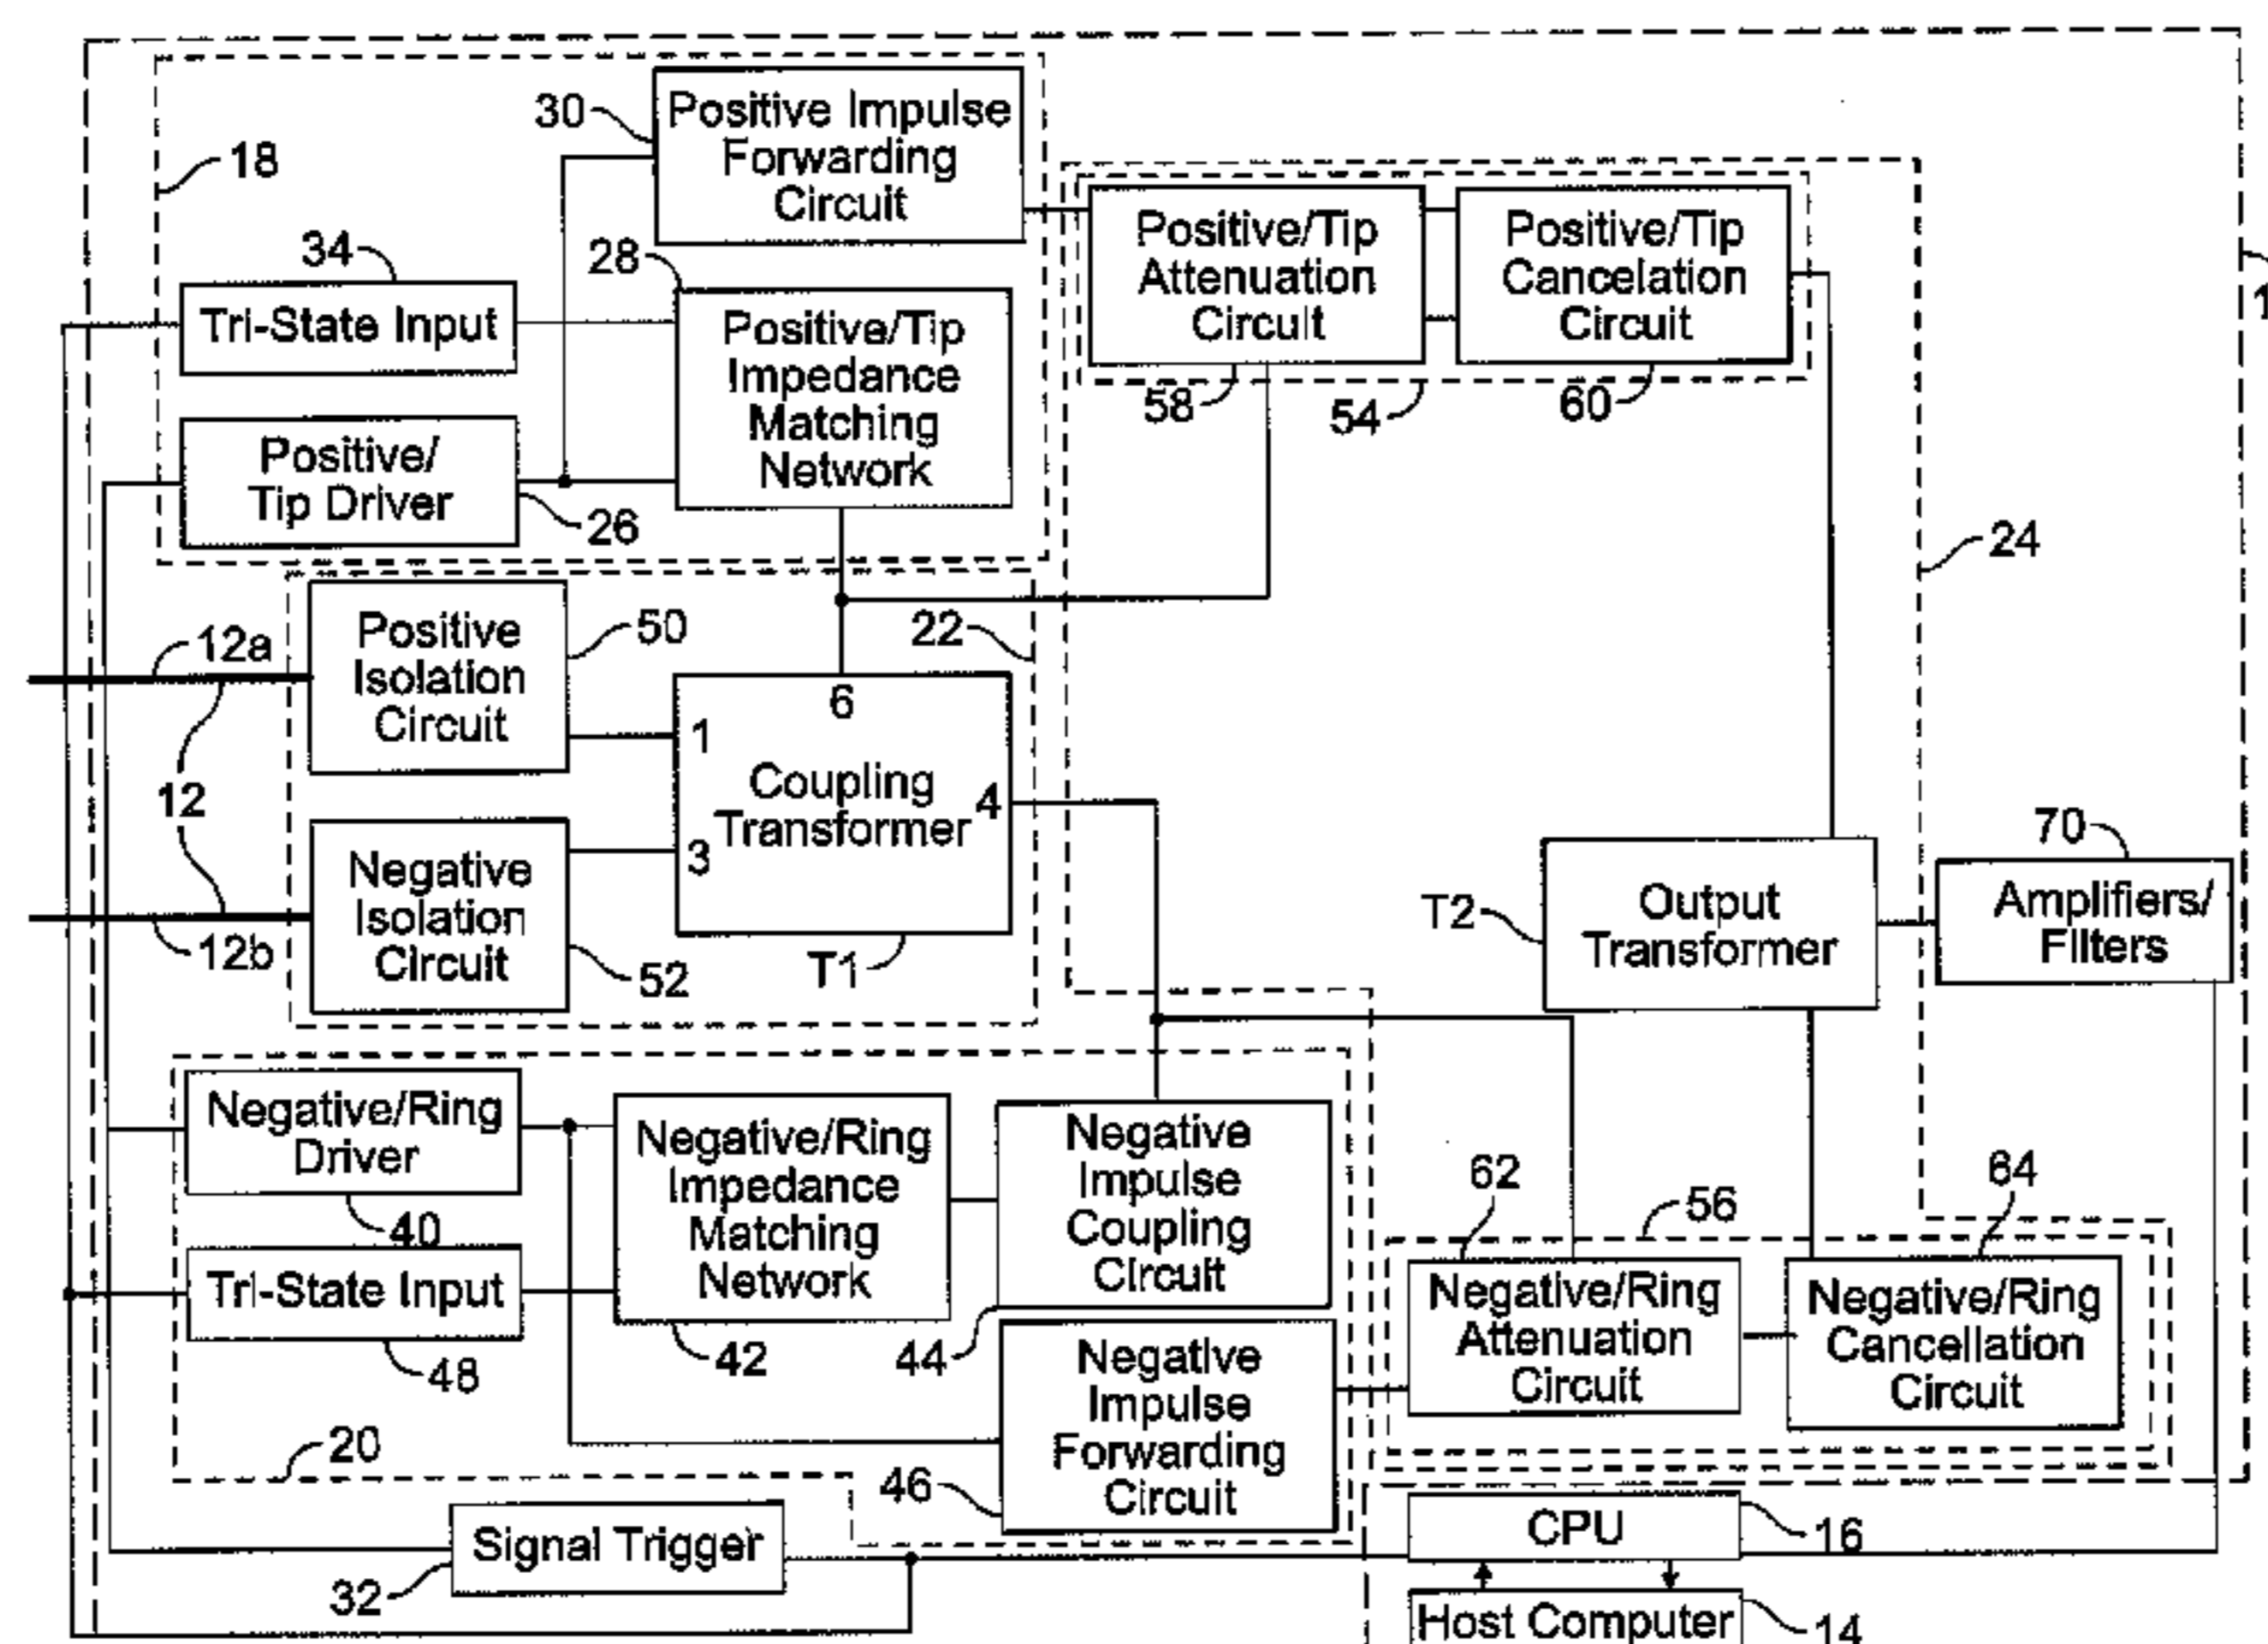 30
Positive Impulse
Forwarding
Circuit
18
34
28
Tri-State Input
Positive/Tip
Impedance
Matching
Network
Positive/
Tip Driver
26
Positive/Tip
Attenuation
Circuit
Positive/Tip
Cancelation
Circuit
58
54
60
1
24
12a
Positive
Isolation
Circuit
50
22
12
12b
Negative
Isolation
Circuit
52
6
1
Coupling
Transformer
4
3
T1
T2
Output
Transformer
70
Amplifiers/
Filters
Negative/Ring
Driver
40
Tri-State Input
48
Negative/Ring
Impedance
Matching
Network
42
Negative
Impulse
Coupling
Circuit
44
Negative
Impulse
Forwarding
Circuit
46
20
62
56
64
Negative/Ring
Attenuation
Circuit
Negative/Ring
Cancellation
Circuit
Signal Trigger
32
CPU
16
Host Computer
14